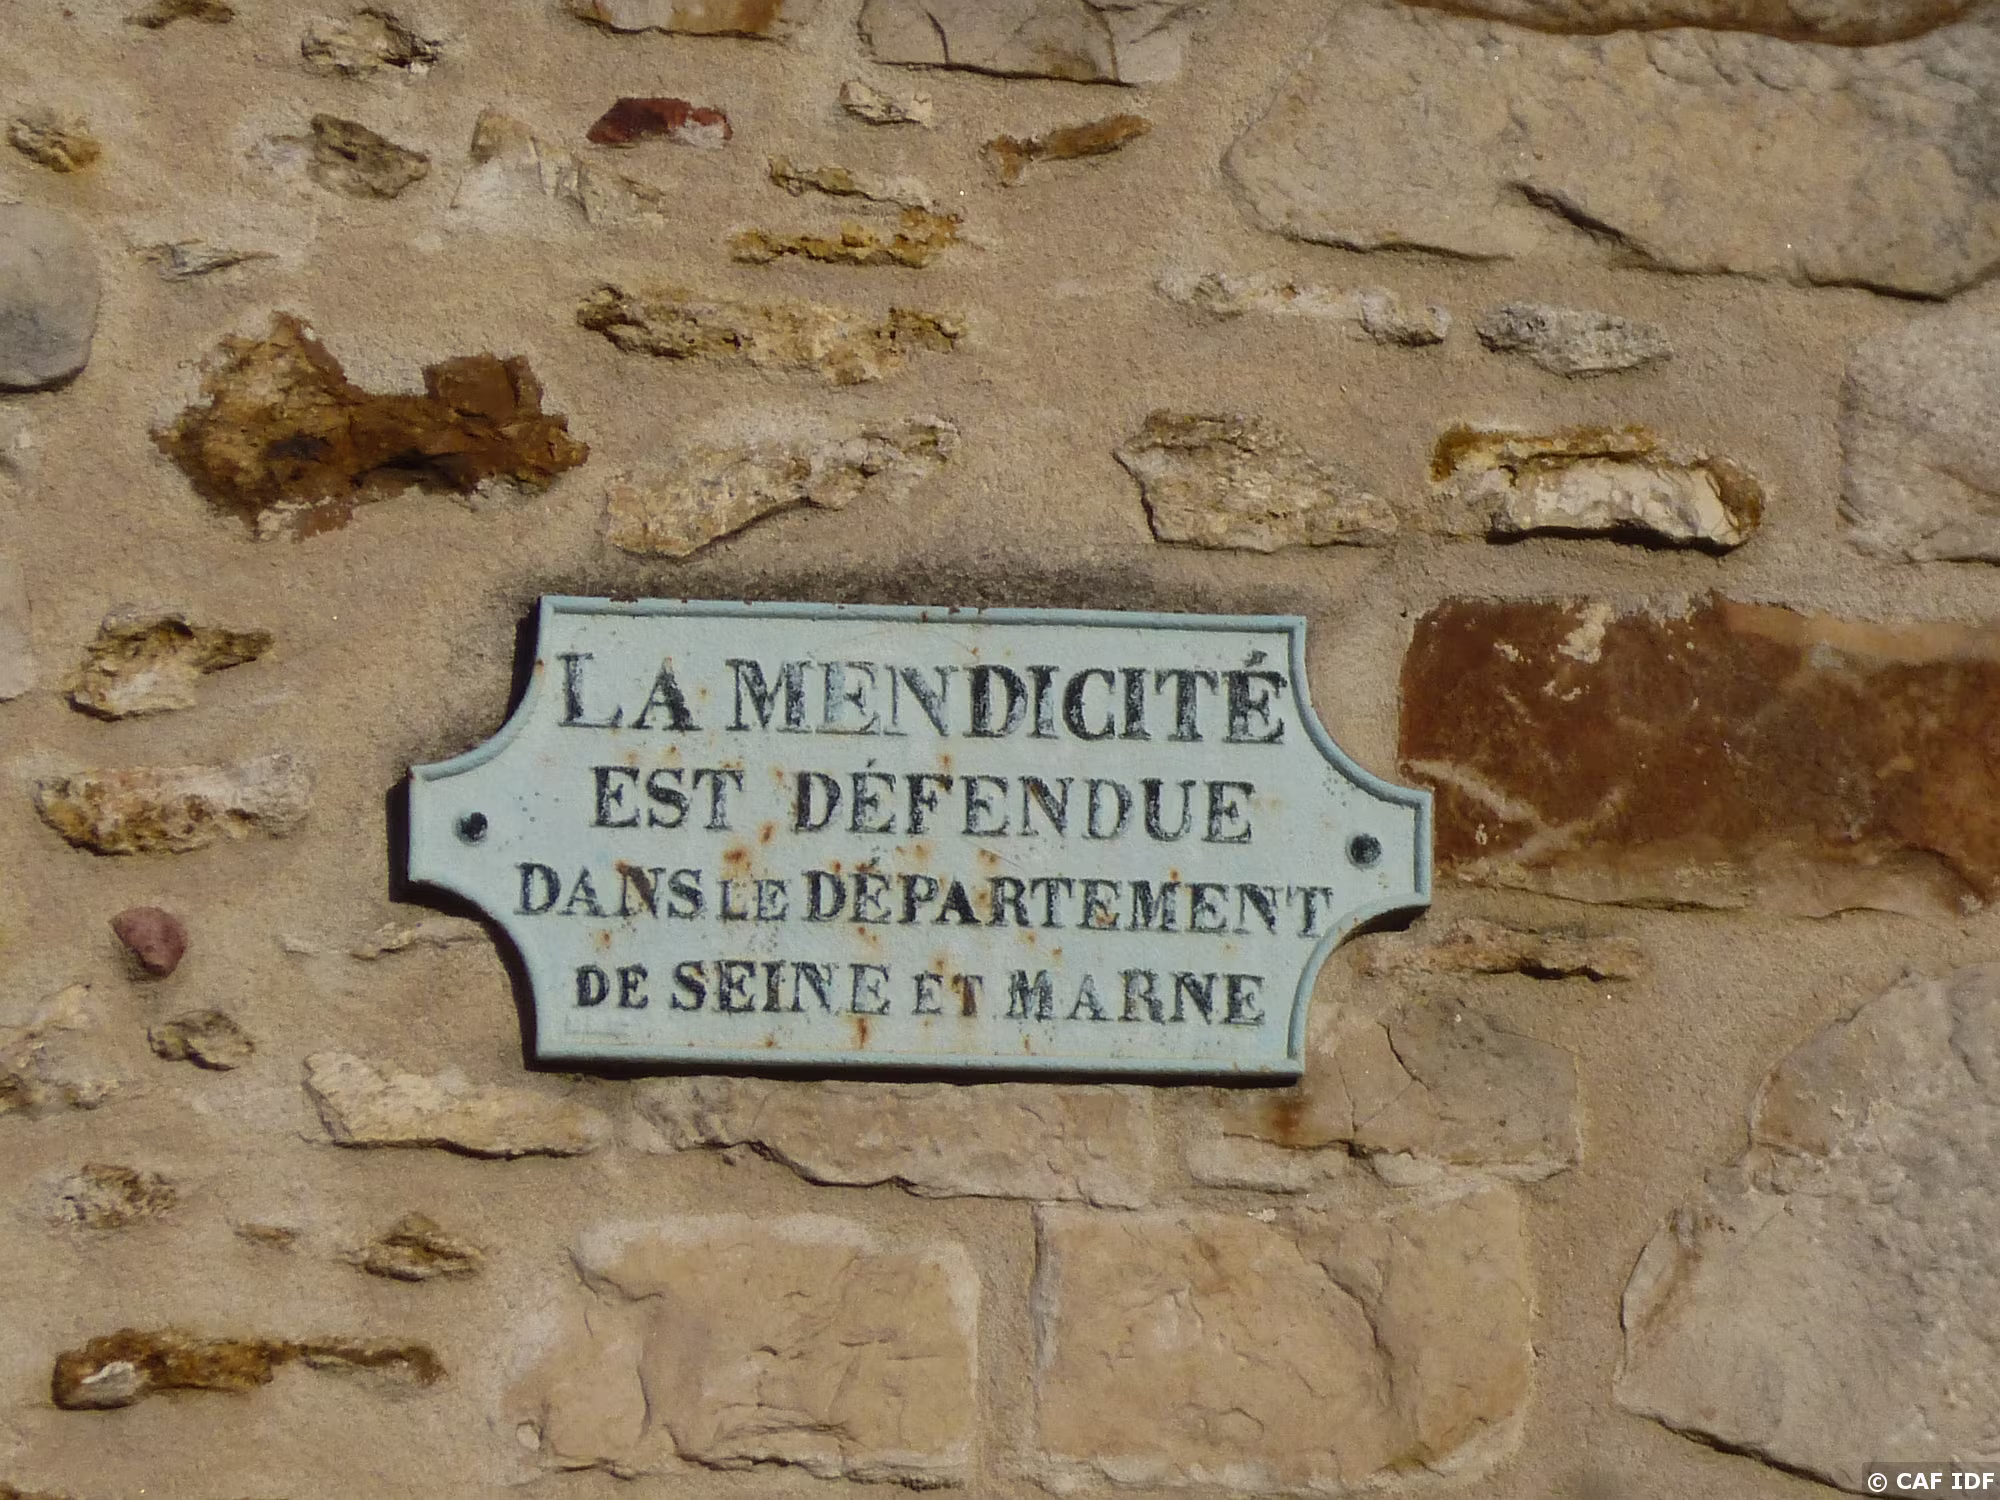 LA MENDICITÉ
EST DÉFENDUE
DANS LE DÉPARTEMENT
DE SEINE ET MARNE
© CAF IDF